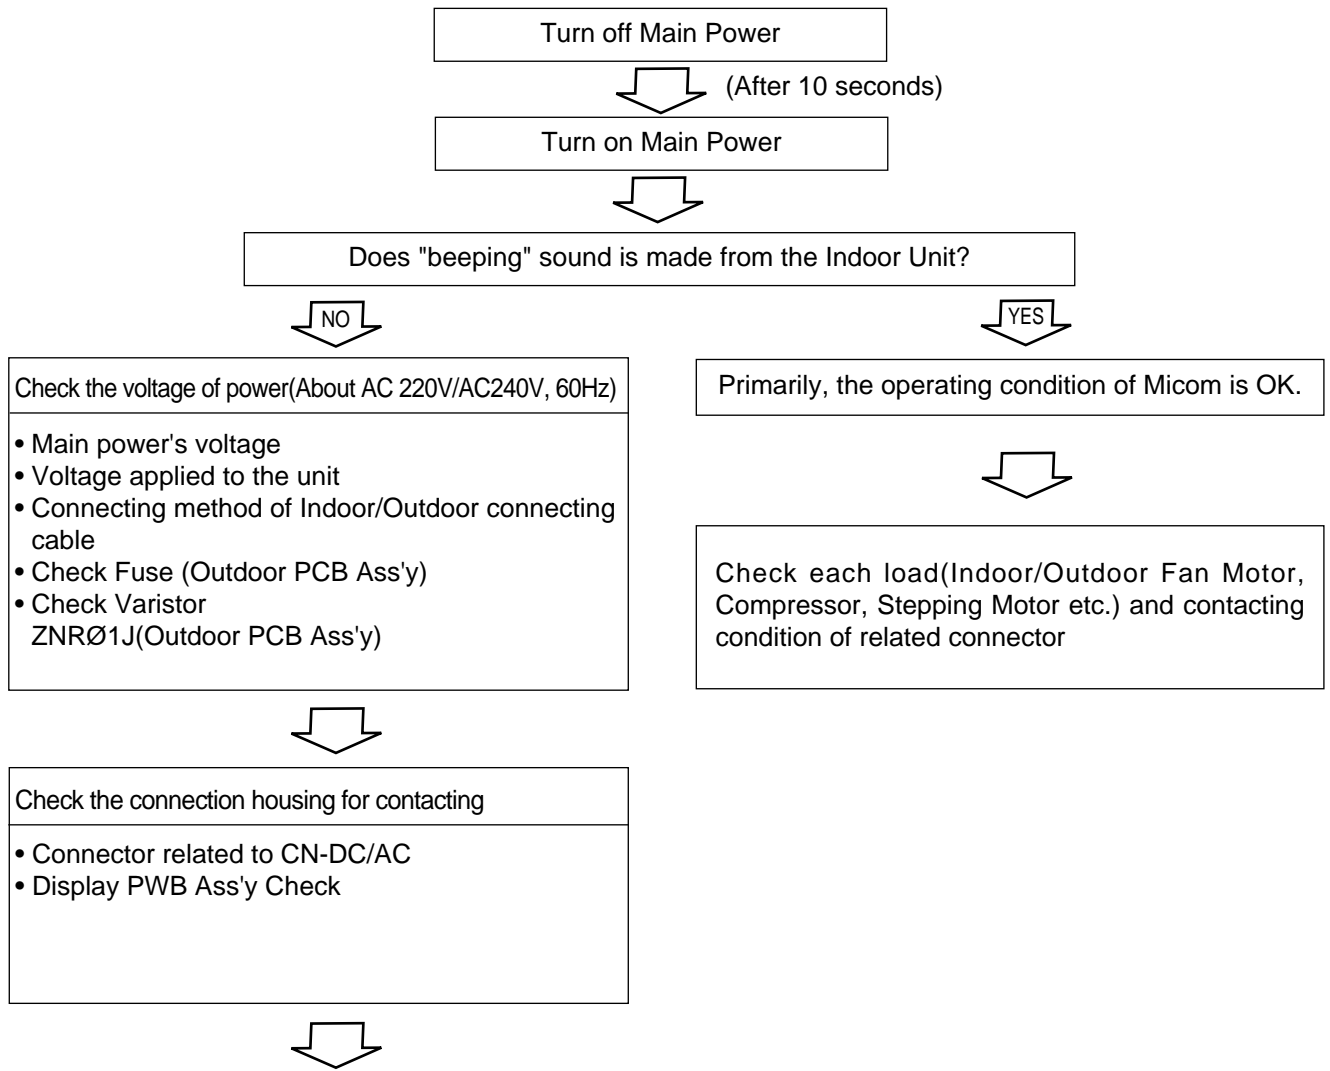 Turn off Main Power
(After 10 seconds)
Turn on Main Power
Does "beeping" sound is made from the Indoor Unit?
NO
YES
Check the voltage of power(About AC 220V/AC240V, 60Hz)
• Main power's voltage
• Voltage applied to the unit
• Connecting method of Indoor/Outdoor connecting
cable
• Check Fuse (Outdoor PCB Ass'y)
• Check Varistor
ZNRØ1J(Outdoor PCB Ass'y)
Primarily, the operating condition of Micom is OK.
Check each load(Indoor/Outdoor Fan Motor,
Compressor, Stepping Motor etc.) and contacting
condition of related connector
Check the connection housing for contacting
• Connector related to CN-DC/AC
• Display PWB Ass'y Check